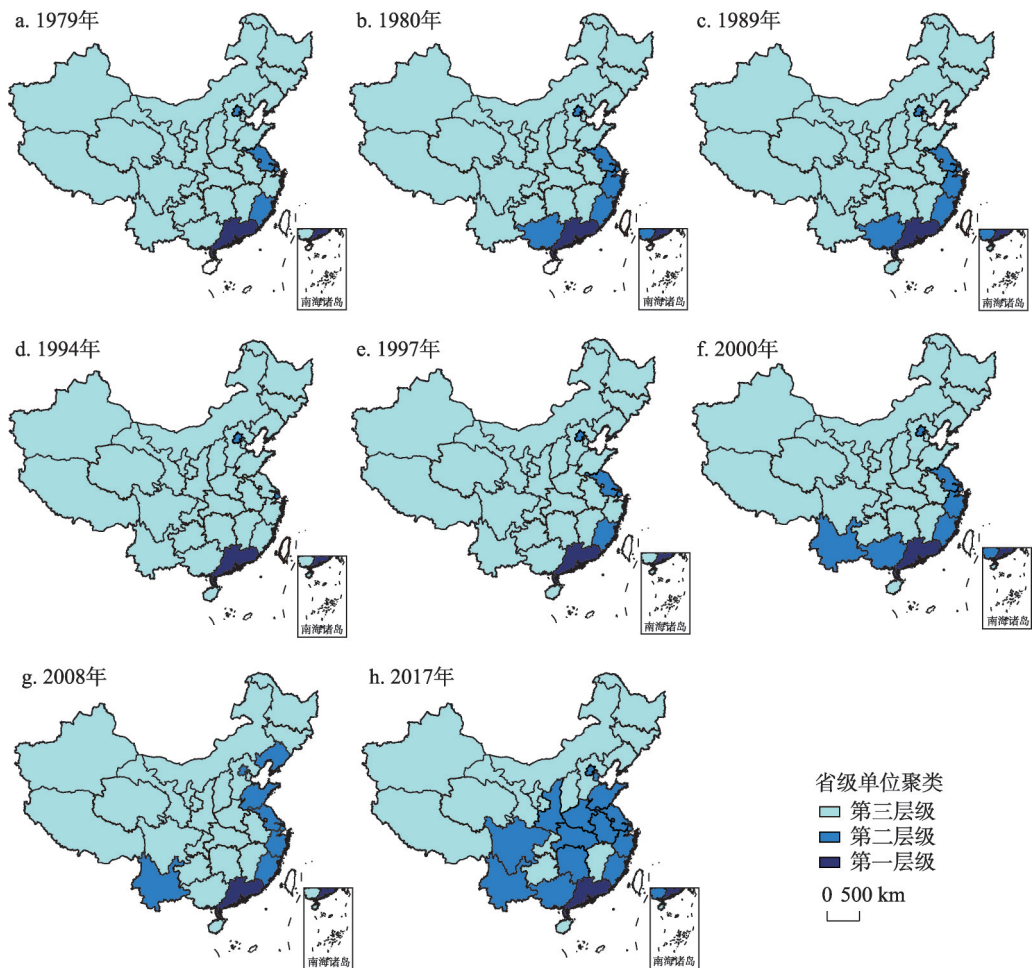 a. 1979年
b. 1980年
c. 1989年
南海诸岛
南海诸岛
南海诸岛
d. 1994年
e. 1997年
f. 2000年
南海诸岛
南海诸岛
南海诸岛
g. 2008年
h. 2017年
南海诸岛
南海诸岛
省级单位聚类
第三层级
第二层级
第一层级
0 500 km